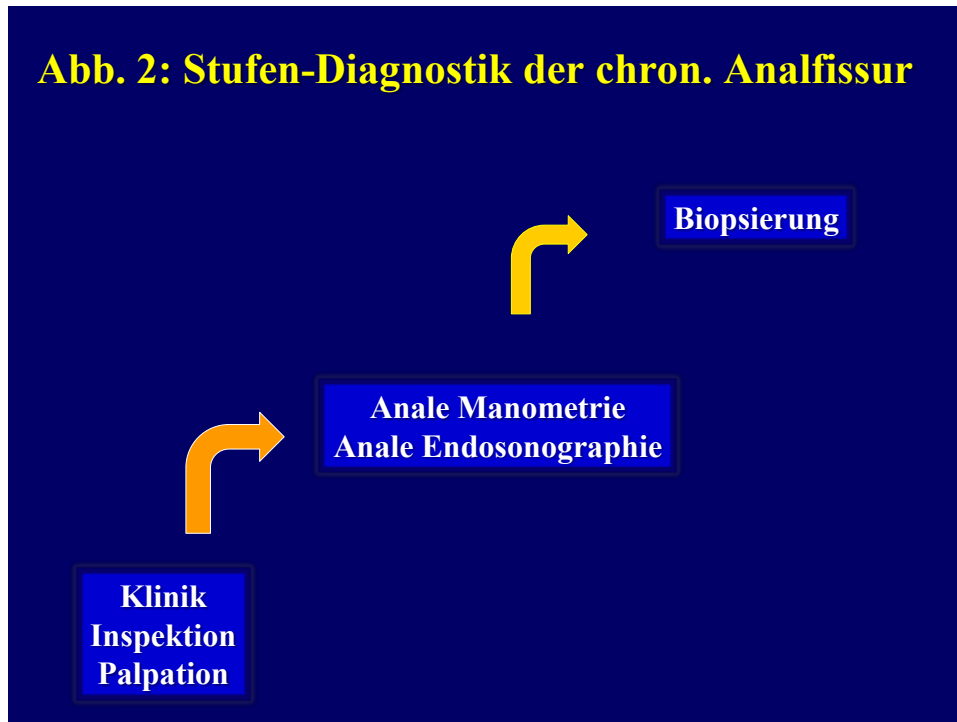 Abb. 2: Stufen-Diagnostik der chron. Analfissur
Biopsierung
Anale Manometrie
Anale Endosonographie
Klinik
Inspektion
Palpation